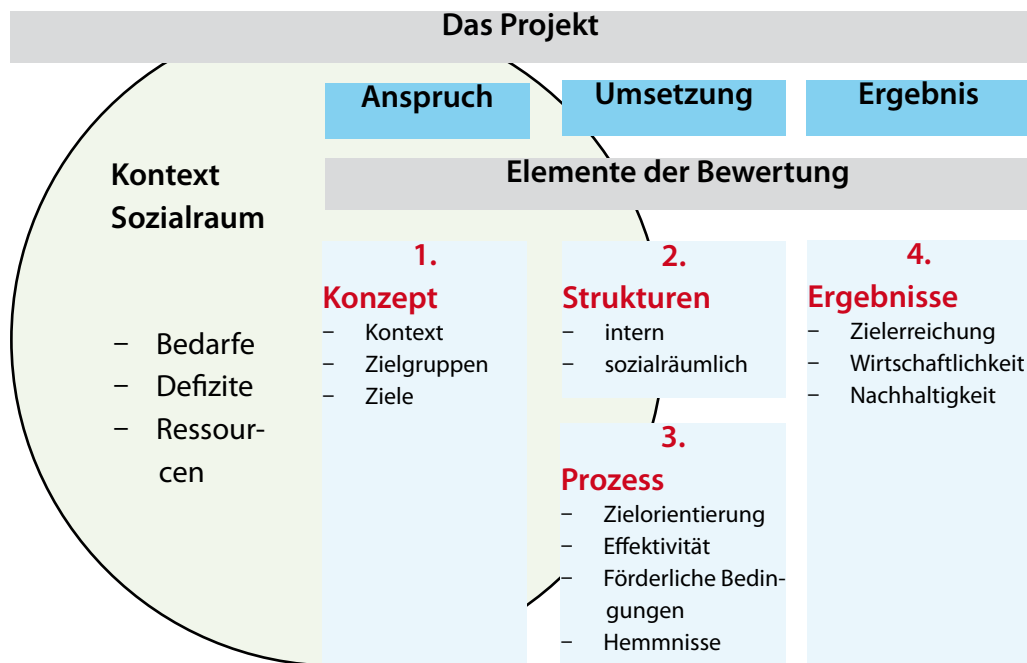 Das Projekt
Anspruch
Umsetzung
Ergebnis
Elemente der Bewertung
Kontext
Sozialraum
– Bedarfe
– Defizite
– Ressour-
cen
1.
Konzept
– Kontext
– Zielgruppen
– Ziele
2.
Strukturen
– intern
– sozialräumlich
3.
Prozess
– Zielorientierung
– Effektivität
– Förderliche Bedin-
gungen
– Hemmnisse
4.
Ergebnisse
– Zielerreichung
– Wirtschaftlichkeit
– Nachhaltigkeit